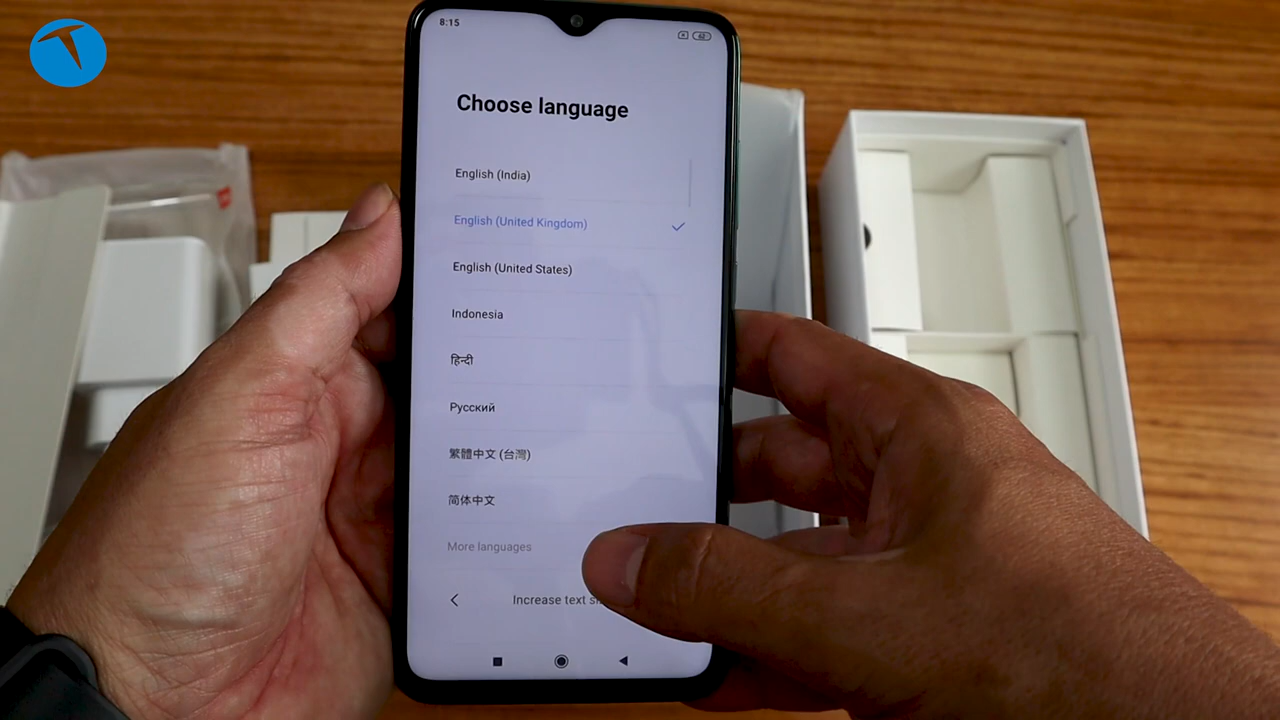 8:15
Choose language
English (India)
English (United Kingdom)
English (United States)
Indonesia
हिन्दी
Русский
繁體中文 (台灣)
简体中文
More languages
Increase text